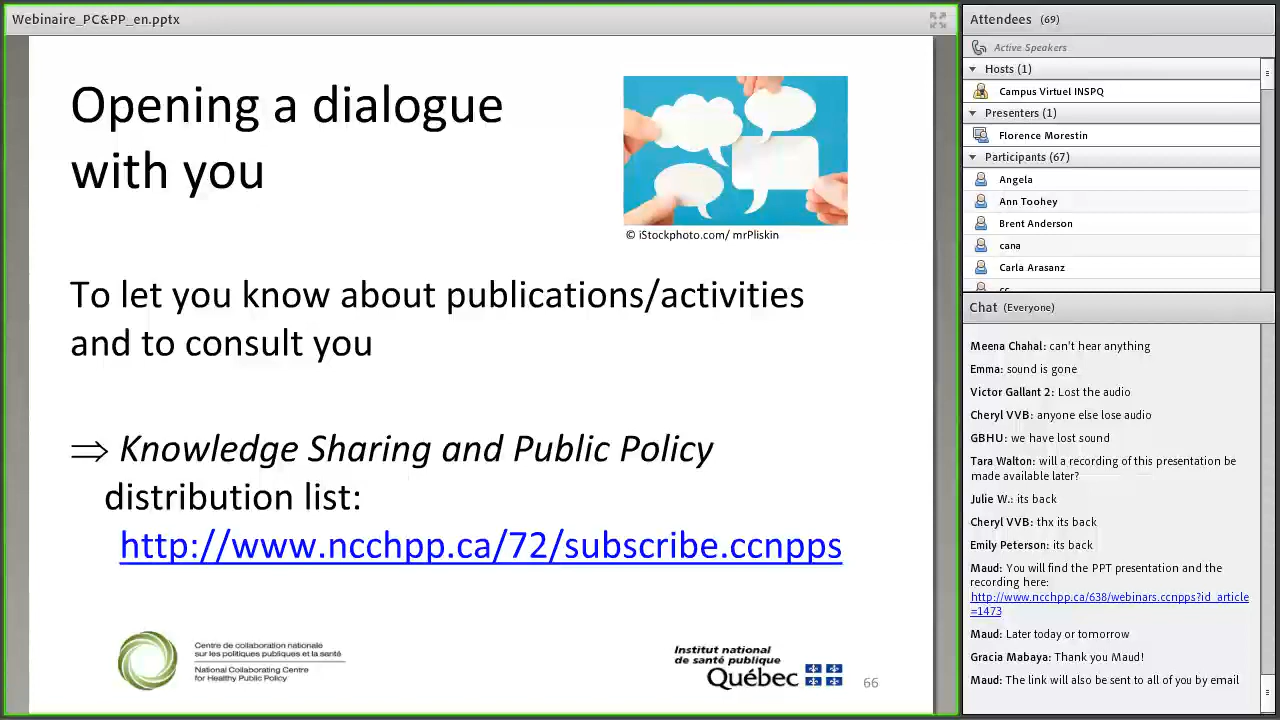 Webinaire_PC&PP_en.pptx
Opening a dialogue
with you
© iStockphoto.com/ mrPliskin
To let you know about publications/activities
and to consult you
⇒ Knowledge Sharing and Public Policy
distribution list:
http://www.ncchpp.ca/72/subscribe.ccnpps
Centre de collaboration nationale
sur les politiques publiques et la santé
National Collaborating Centre
for Healthy Public Policy
Institut national
de santé publique
Québec
66
Attendees (69)
Active Speakers
Hosts (1)
Campus Virtuel INSPQ
Presenters (1)
Florence Morestin
Participants (67)
Angela
Ann Toohey
Brent Anderson
cana
Carla Arasanz
Chat (Everyone)
Meena Chahal: can't hear anything
Emma: sound is gone
Victor Gallant 2: Lost the audio
Cheryl VVB: anyone else lose audio
GBHU: we have lost sound
Tara Walton: will a recording of this presentation be
made available later?
Julie W.: its back
Cheryl VVB: thx its back
Emily Peterson: its back
Maud: You will find the PPT presentation and the
recording here:
http://www.ncchpp.ca/638/webinars.ccnpps?id_article
=1473
Maud: Later today or tomorrow
Gracia Mabaya: Thank you Maud!
Maud: The link will also be sent to all of you by email